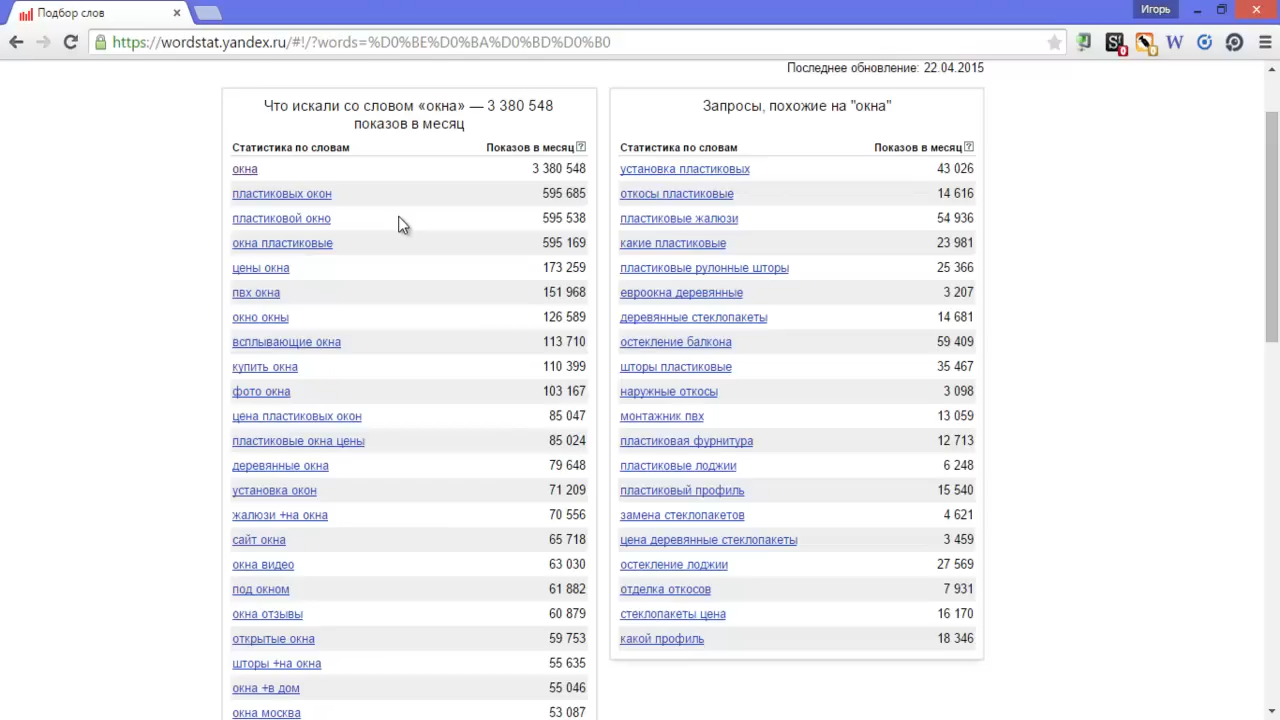 Подбор слов
Игорь
https://wordstat.yandex.ru/#!/?words=%D0%BE%D0%BA%D0%BD%D0%B0
Последнее обновление: 22.04.2015
Что искали со словом «окна» — 3 380 548
показов в месяц
Статистика по словам Показов в месяц ?
окна 3 380 548
пластиковых окон 595 685
пластиковой окно 595 538
окна пластиковые 595 169
цены окна 173 259
пвх окна 151 968
окно окны 126 589
всплывающие окна 113 710
купить окна 110 399
фото окна 103 167
цена пластиковых окон 85 047
пластиковые окна цены 85 024
деревянные окна 79 648
установка окон 71 209
жалюзи +на окна 70 556
сайт окна 65 718
окна видео 63 030
под окном 61 882
окна отзывы 60 879
открытые окна 59 753
шторы +на окна 55 635
окна +в дом 55 046
окна москва 53 087
Запросы, похожие на "окна"
Статистика по словам Показов в месяц ?
установка пластиковых 43 026
откосы пластиковые 14 616
пластиковые жалюзи 54 936
какие пластиковые 23 981
пластиковые рулонные шторы 25 366
евроокна деревянные 3 207
деревянные стеклопакеты 14 681
остекление балкона 59 409
шторы пластиковые 35 467
наружные откосы 3 098
монтажник пвх 13 059
пластиковая фурнитура 12 713
пластиковые лоджии 6 248
пластиковый профиль 15 540
замена стеклопакетов 4 621
цена деревянные стеклопакеты 3 459
остекление лоджии 27 569
отделка откосов 7 931
стеклопакеты цена 16 170
какой профиль 18 346